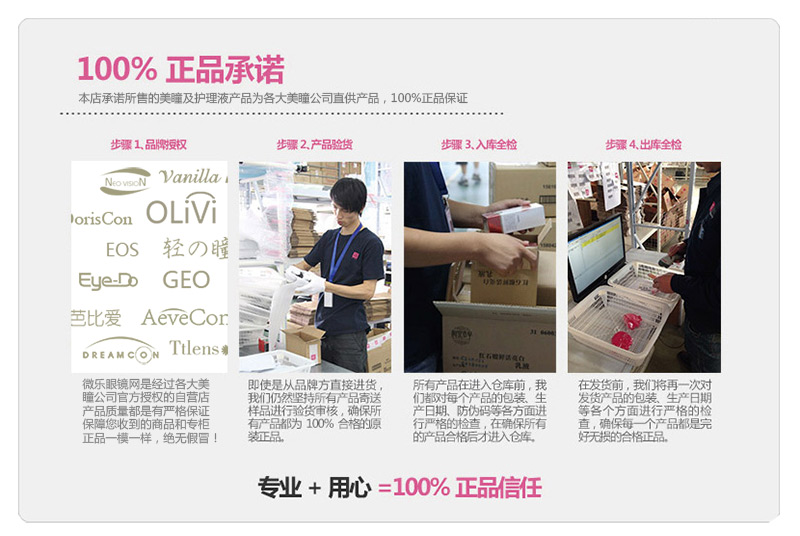 100% 正品承诺
本店承诺所售的美瞳及护理液产品为各大美瞳公司直供产品，100%正品保证
步骤 1、品牌授权
步骤 2、产品验货
步骤 3、入库全检
步骤 4、出库全检
NEO VISION
Vanilla
DorisCon
OLiVi
EOS
轻の瞳
Eye-Do
GEO
芭比爱
AeveCon
DREAMCON
Ttlens
微乐眼镜网是经过各大美
瞳公司官方授权的自营店
产品质量都是有严格保证
保障您收到的商品和专柜
正品一模一样，绝无假冒！
即使是从品牌方直接进货，
我们仍然坚持所有产品寄送
样品进行验货审核，确保所
有产品都为 100% 合格的原
装正品。
所有产品在进入仓库前，我
们都对每个产品的包装、生
产日期、防伪码等各方面进
行严格的检查，在确保所有
的产品合格后才进入仓库。
在发货前，我们将再一次对
发货产品的包装、生产日期
等各个方面进行严格的检
查，确保每一个产品都是完
好无损的合格正品。
专业 + 用心 =100% 正品信任